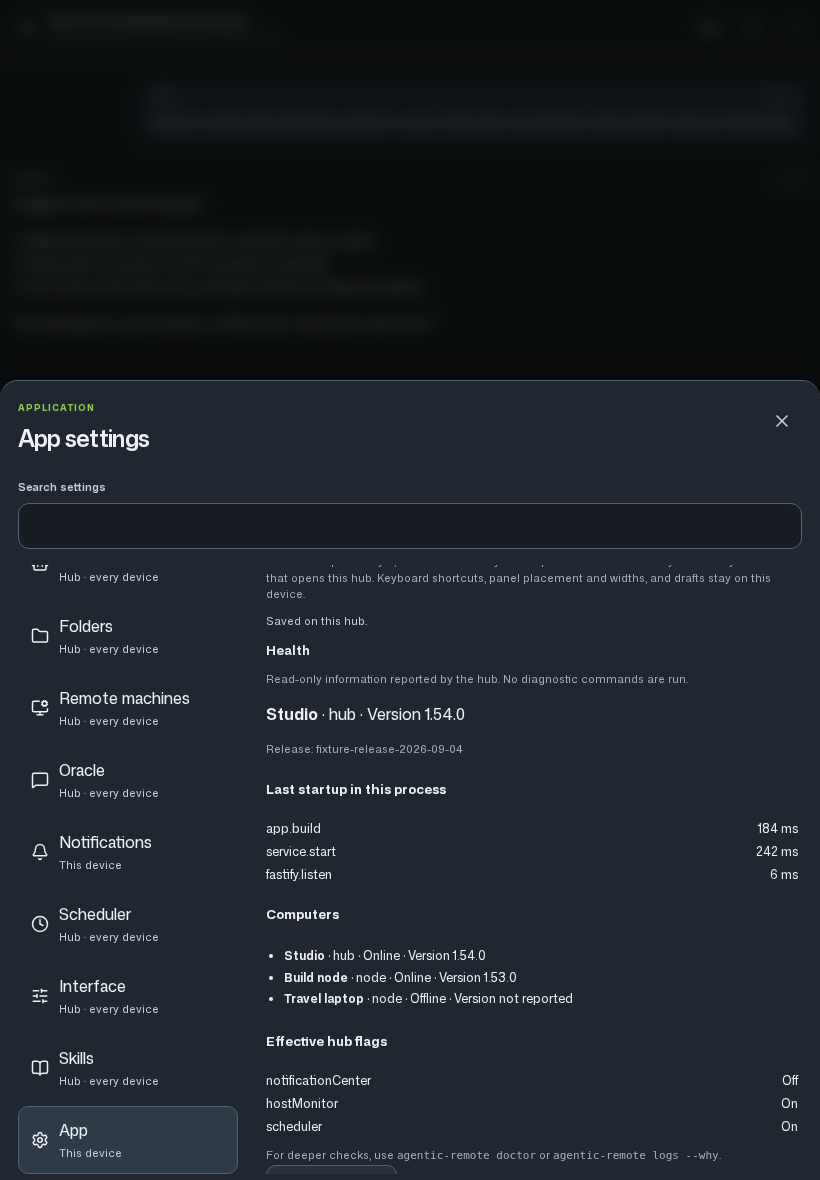 APPLICATION
App settings
Search settings
Hub · every device
Folders
Hub · every device
Remote machines
Hub · every device
Oracle
Hub · every device
Notifications
This device
Scheduler
Hub · every device
Interface
Hub · every device
Skills
Hub · every device
App
This device
that opens this hub. Keyboard shortcuts, panel placement and widths, and drafts stay on this
device.
Saved on this hub.
Health
Read-only information reported by the hub. No diagnostic commands are run.
Studio · hub · Version 1.54.0
Release: fixture-release-2026-09-04
Last startup in this process
app.build 184 ms
service.start 242 ms
fastify.listen 6 ms
Computers
• Studio · hub · Online · Version 1.54.0
• Build node · node · Online · Version 1.53.0
• Travel laptop · node · Offline · Version not reported
Effective hub flags
notificationCenter Off
hostMonitor On
scheduler On
For deeper checks, use agentic-remote doctor or agentic-remote logs --why.